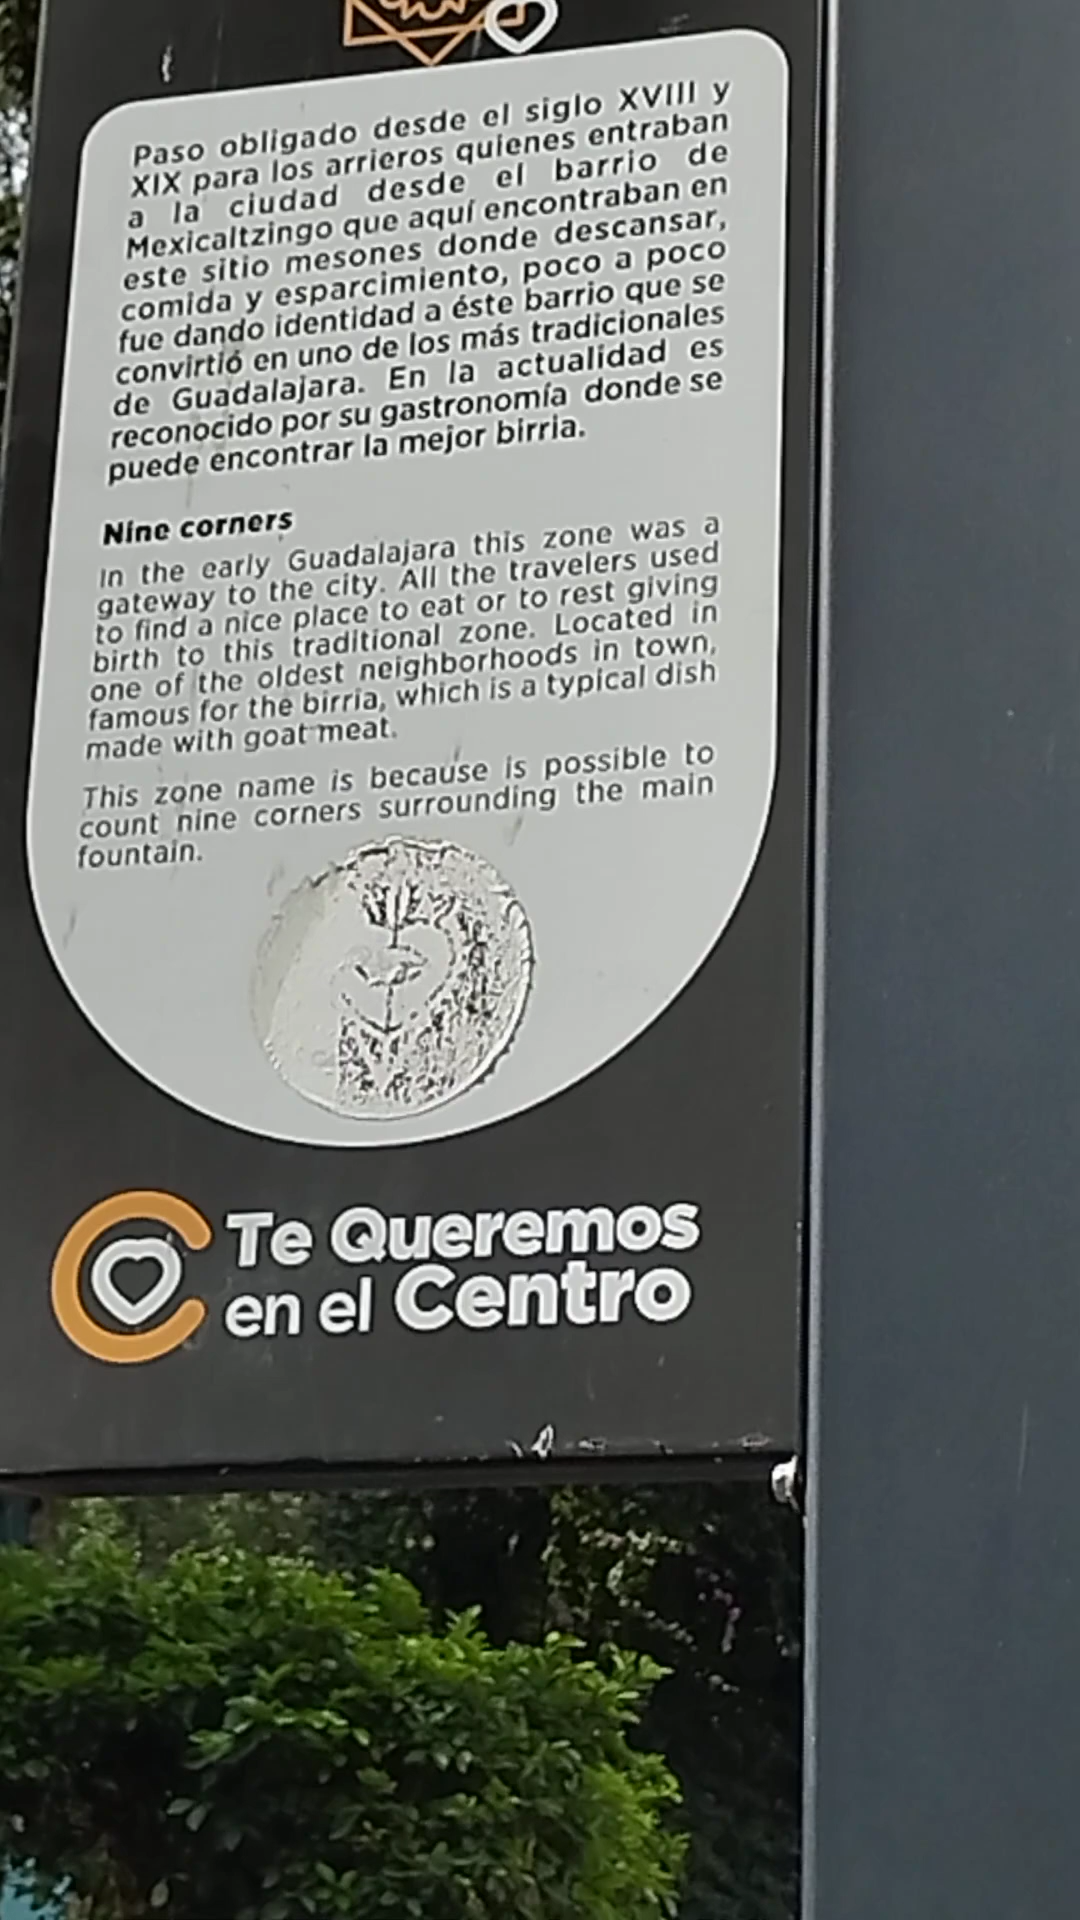 Paso obligado desde el siglo XVIII y
XIX para los arrieros quienes entraban
a la ciudad desde el barrio de
Mexicaltzingo que aquí encontraban en
este sitio mesones donde descansar,
comida y esparcimiento, poco a poco
fue dando identidad a éste barrio que se
convirtió en uno de los más tradicionales
de Guadalajara. En la actualidad es
reconocido por su gastronomía donde se
puede encontrar la mejor birria.
Nine corners
In the early Guadalajara this zone was a
gateway to the city. All the travelers used
to find a nice place to eat or to rest giving
birth to this traditional zone. Located in
one of the oldest neighborhoods in town,
famous for the birria, which is a typical dish
made with goat meat.
This zone name is because is possible to
count nine corners surrounding the main
fountain.
Te Queremos
en el Centro